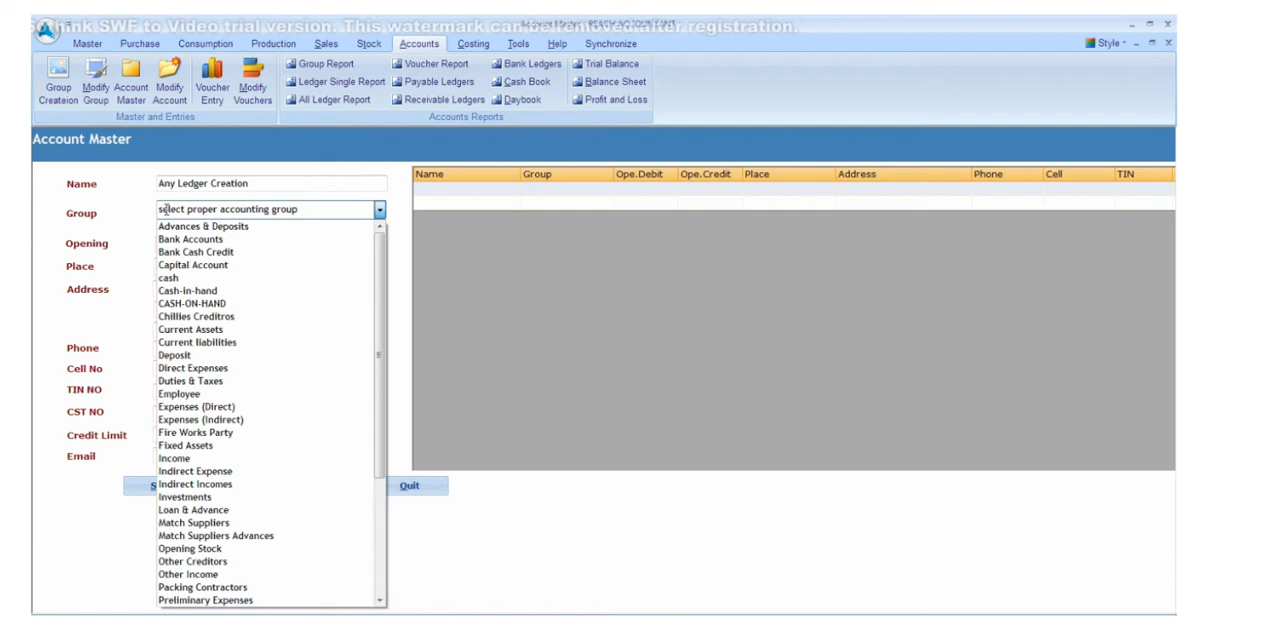 ink SWF to Video trial version. This watermark can be removed after registration.
Master Purchase Consumption Production Sales Stock Accounts Costing Tools Help Synchronize
Style
Group Createion
Modify Group
Account Master
Modify Account
Voucher Entry
Modify Vouchers
Group Report
Ledger Single Report
All Ledger Report
Voucher Report
Payable Ledgers
Receivable Ledgers
Bank Ledgers
Cash Book
Daybook
Trial Balance
Balance Sheet
Profit and Loss
Master and Entries
Accounts Reports
Account Master
Name Any Ledger Creation
Group select proper accounting group
Opening
Place
Address
Phone
Cell No
TIN NO
CST NO
Credit Limit
Email
Advances & Deposits
Bank Accounts
Bank Cash Credit
Capital Account
cash
Cash-in-hand
CASH-ON-HAND
Chillies Creditros
Current Assets
Current liabilities
Deposit
Direct Expenses
Duties & Taxes
Employee
Expenses (Direct)
Expenses (Indirect)
Fire Works Party
Fixed Assets
Income
Indirect Expense
Indirect Incomes
Investments
Loan & Advance
Match Suppliers
Match Suppliers Advances
Opening Stock
Other Creditors
Other Income
Packing Contractors
Preliminary Expenses
Quit
Name Group Ope.Debit Ope.Credit Place Address Phone Cell TIN